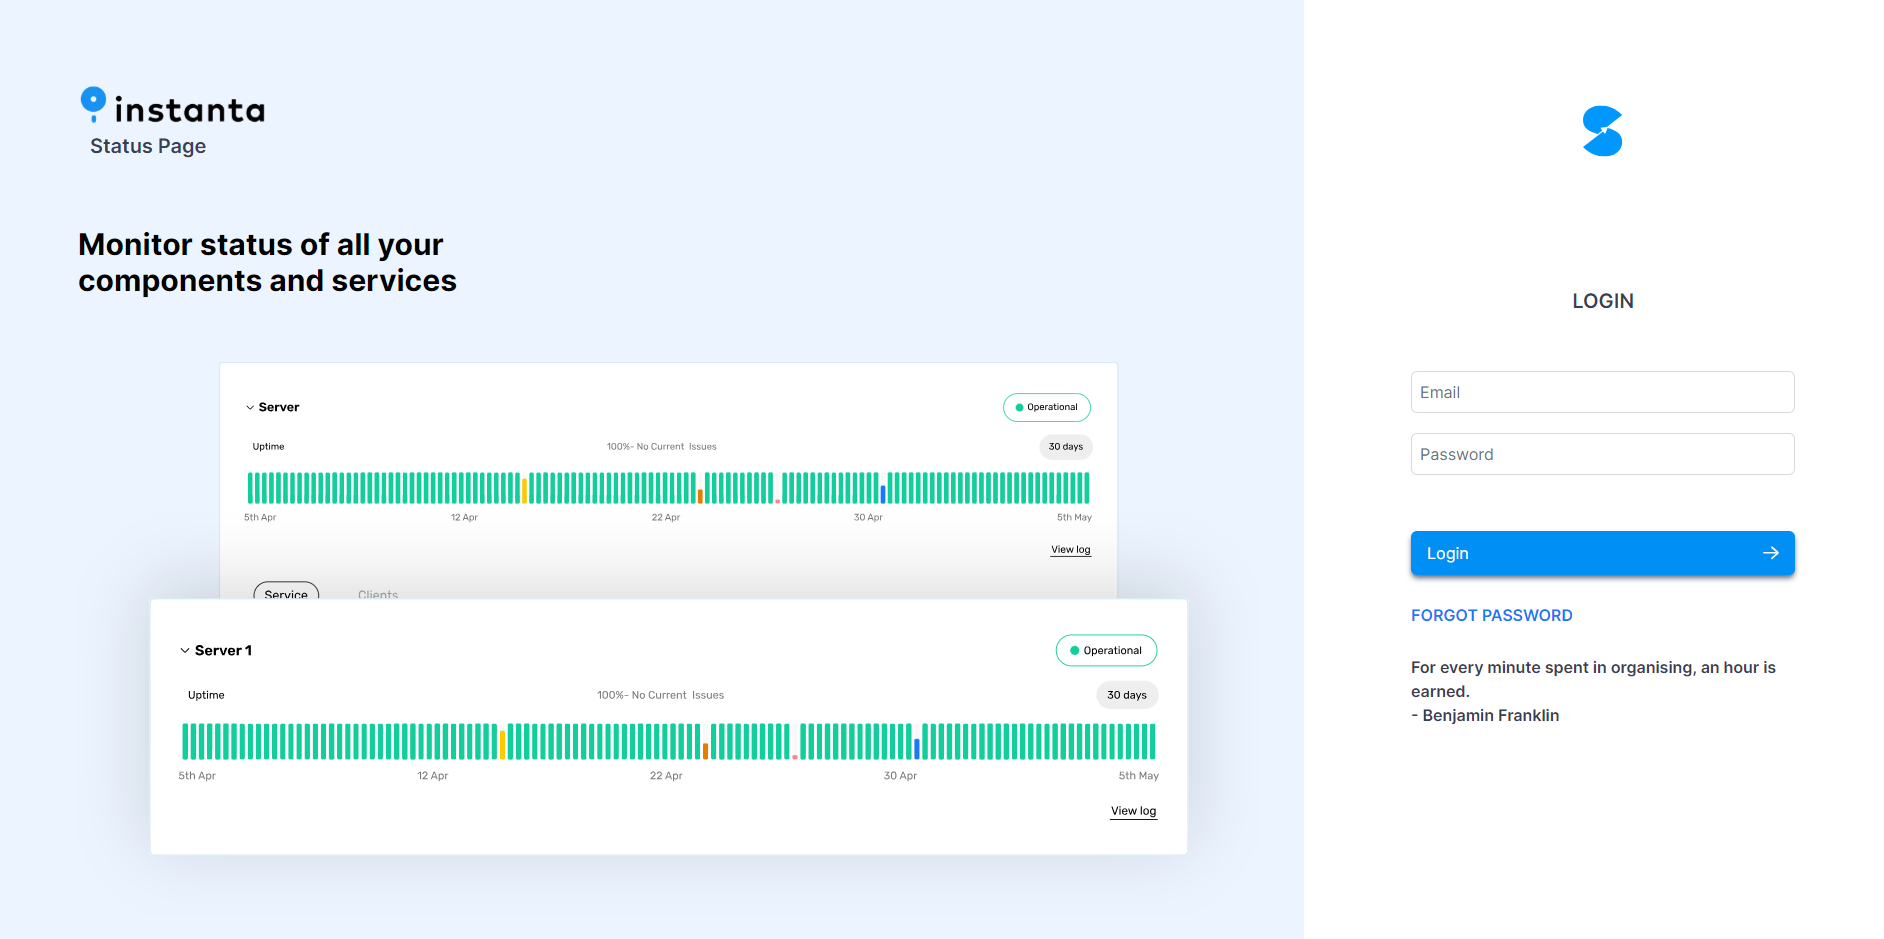 instanta
Status Page
Monitor status of all your
components and services
Server
Operational
Uptime
100%- No Current Issues
30 days
5th Apr
12 Apr
22 Apr
30 Apr
5th May
View log
Service
Clients
Server 1
Operational
Uptime
100%- No Current Issues
30 days
5th Apr
12 Apr
22 Apr
30 Apr
5th May
View log
LOGIN
Email
Password
Login
FORGOT PASSWORD
For every minute spent in organising, an hour is
earned.
- Benjamin Franklin